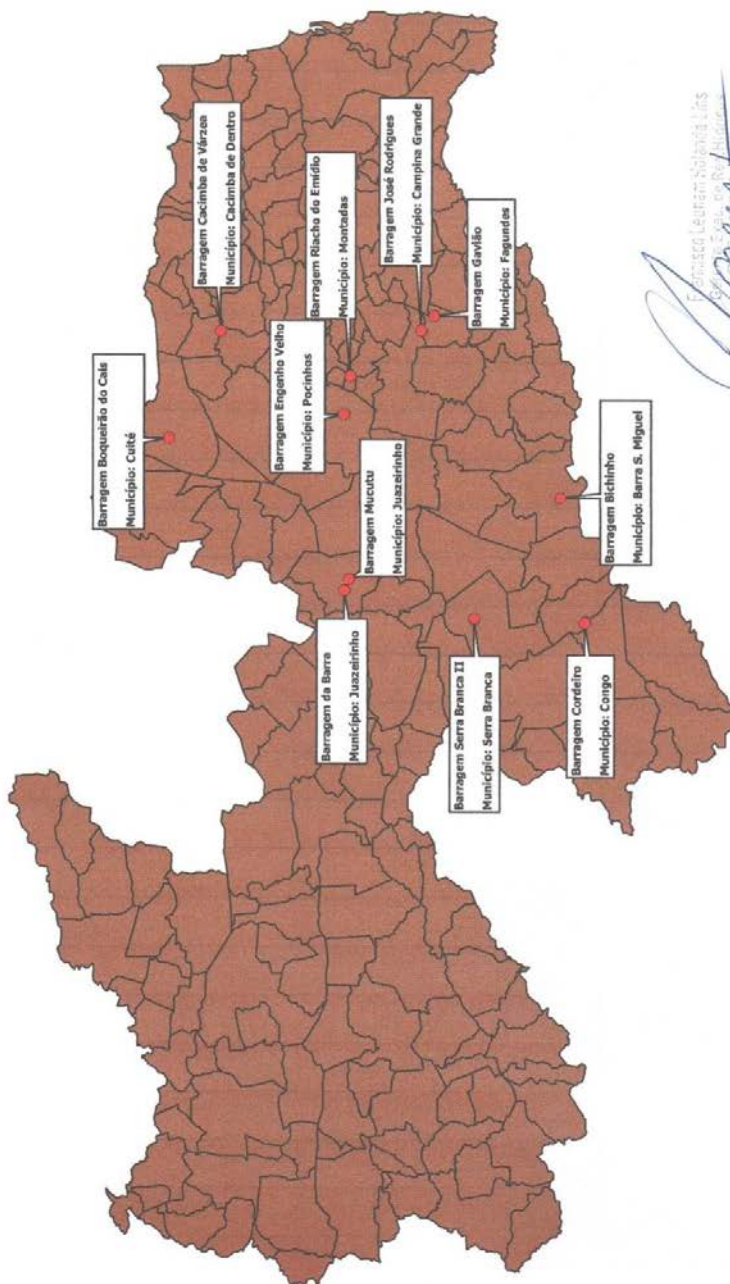 Barragem Boqueirão do Cais
Município: Cuité
Barragem Cacimba de Várzea
Município: Cacimba de Dentro
Barragem Engenho Velho
Município: Pocinhos
Barragem Riacho do Emídio
Município: Montadas
Barragem da Barra
Município: Juazeirinho
Barragem Mucutu
Município: Juazeirinho
Barragem José Rodrigues
Município: Campina Grande
Barragem Gavião
Município: Fagundes
Barragem Serra Branca II
Município: Serra Branca
Barragem Cordeiro
Município: Congo
Barragem Bichinho
Município: Barra S. Miguel